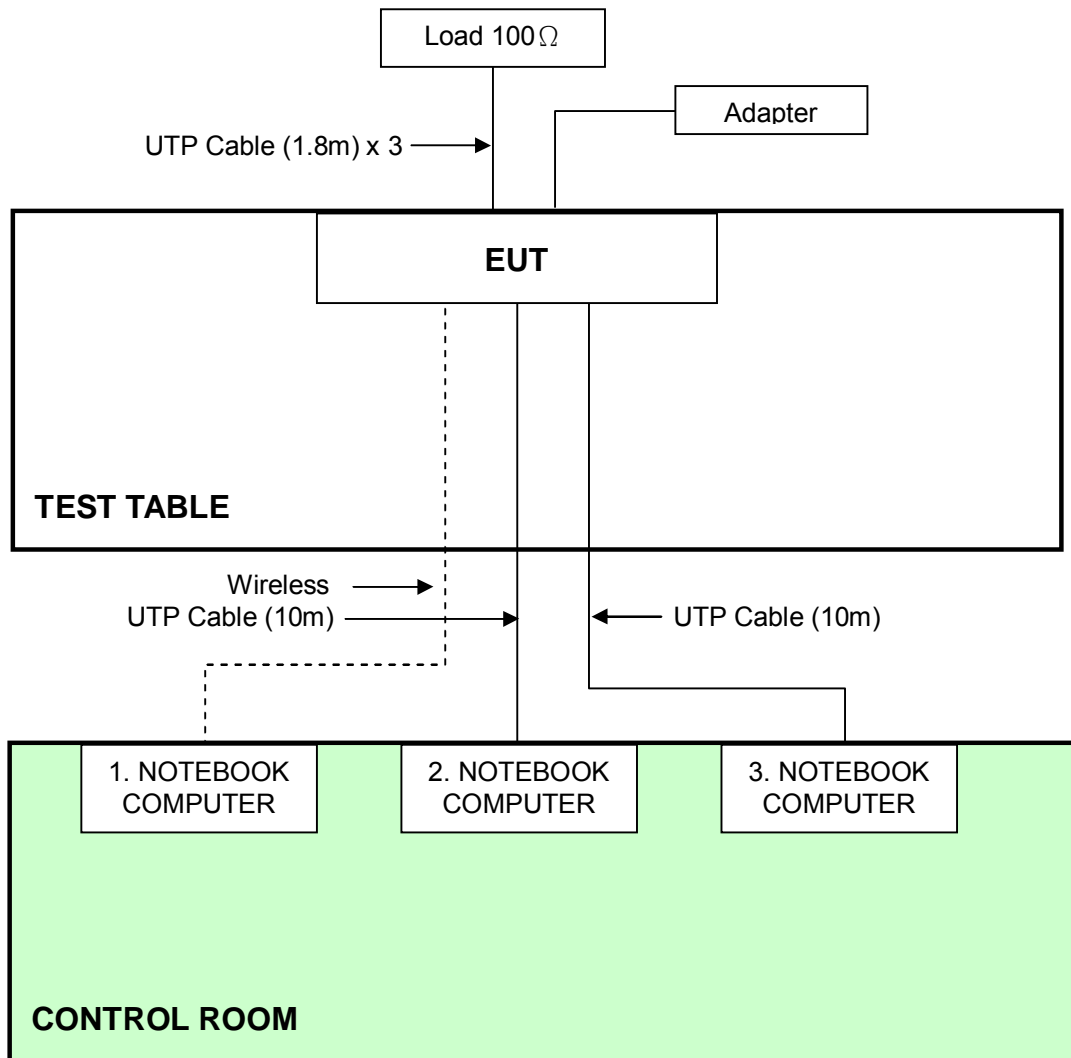 Load 100Ω
Adapter
UTP Cable (1.8m) x 3
EUT
TEST TABLE
Wireless
UTP Cable (10m)
UTP Cable (10m)
1. NOTEBOOK
COMPUTER
2. NOTEBOOK
COMPUTER
3. NOTEBOOK
COMPUTER
CONTROL ROOM